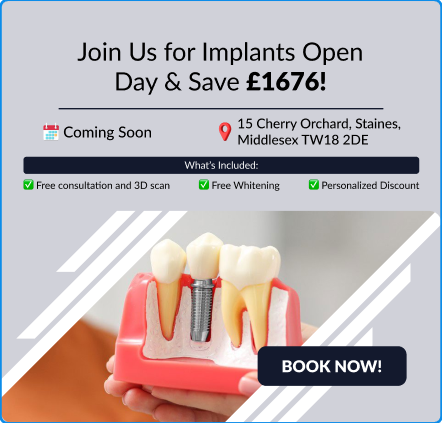 Join Us for Implants Open
Day & Save £1676!
Coming Soon
15 Cherry Orchard, Staines,
Middlesex TW18 2DE
What's Included:
Free consultation and 3D scan
Free Whitening
Personalized Discount
BOOK NOW!